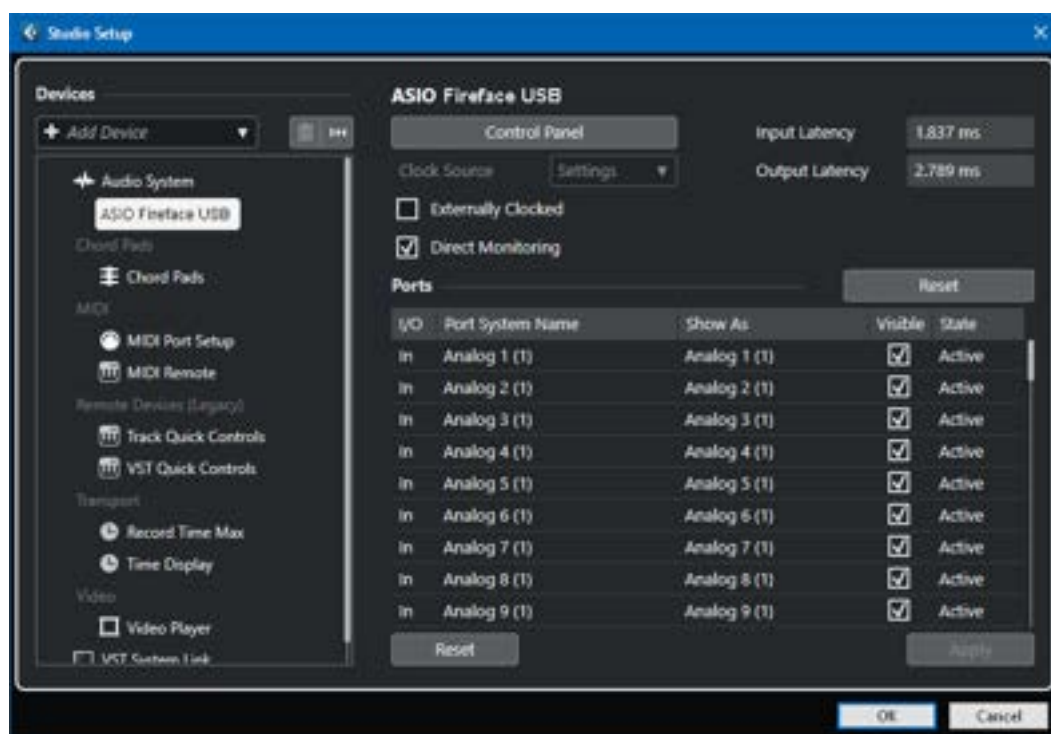 Studio Setup
Devices
Add Device
Audio System
ASIO Fireface USB
Chord Pads
Chord Pads
MIDI
MIDI Port Setup
MIDI Remote
Remote Devices (Legacy)
Track Quick Controls
VST Quick Controls
Transport
Record Time Max
Time Display
Video
Video Player
VST System Link
ASIO Fireface USB
Control Panel
Input Latency 1.837 ms
Clock Source Settings
Output Latency 2.789 ms
Externally Clocked
Direct Monitoring
Ports
Reset
I/O Port System Name Show As Visible State
In Analog 1 (1) Analog 1 (1) Active
In Analog 2 (1) Analog 2 (1) Active
In Analog 3 (1) Analog 3 (1) Active
In Analog 4 (1) Analog 4 (1) Active
In Analog 5 (1) Analog 5 (1) Active
In Analog 6 (1) Analog 6 (1) Active
In Analog 7 (1) Analog 7 (1) Active
In Analog 8 (1) Analog 8 (1) Active
In Analog 9 (1) Analog 9 (1) Active
Reset
Apply
OK
Cancel